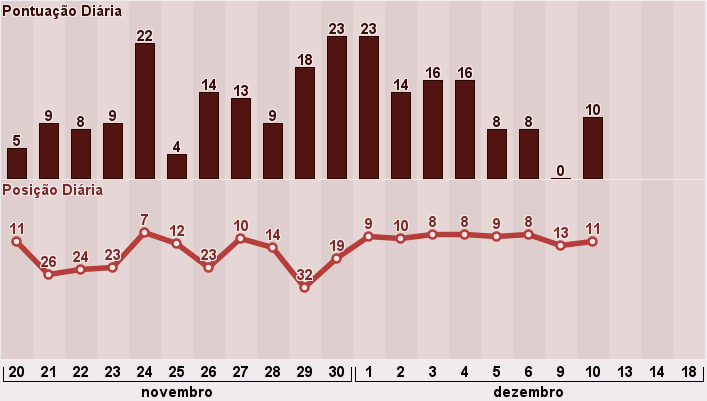 Pontuação Diária
5 9 8 9 22 4 14 13 9 18 23 23 14 16 16 8 8 0 10
Posição Diária
11 26 24 23 7 12 23 10 14 32 19 9 10 8 8 9 8 13 11
20 21 22 23 24 25 26 27 28 29 30 1 2 3 4 5 6 9 10 13 14 18
novembro dezembro